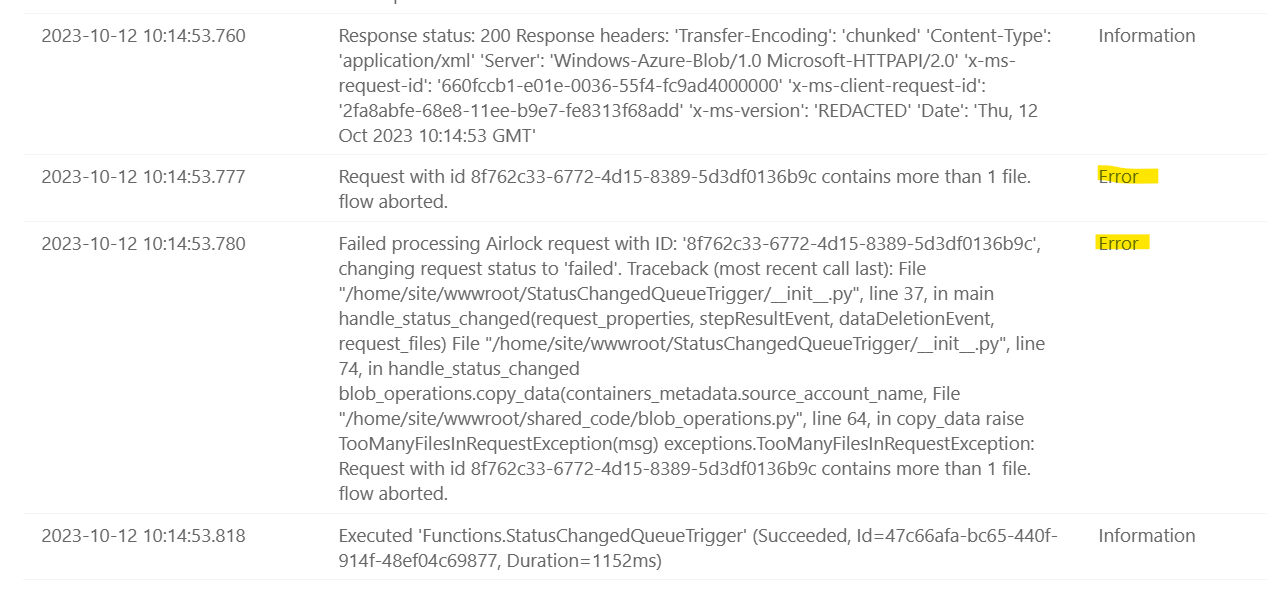 2023-10-12 10:14:53.760
Response status: 200 Response headers: 'Transfer-Encoding': 'chunked' 'Content-Type':
'application/xml' 'Server': 'Windows-Azure-Blob/1.0 Microsoft-HTTPAPI/2.0' 'x-ms-
request-id': '660fccb1-e01e-0036-55f4-fc9ad4000000' 'x-ms-client-request-id':
'2fa8abfe-68e8-11ee-b9e7-fe8313f68add' 'x-ms-version': 'REDACTED' 'Date': 'Thu, 12
Oct 2023 10:14:53 GMT'
Information
2023-10-12 10:14:53.777
Request with id 8f762c33-6772-4d15-8389-5d3df0136b9c contains more than 1 file.
flow aborted.
Error
2023-10-12 10:14:53.780
Failed processing Airlock request with ID: '8f762c33-6772-4d15-8389-5d3df0136b9c',
changing request status to 'failed'. Traceback (most recent call last): File
"/home/site/wwwroot/StatusChangedQueueTrigger/__init__.py", line 37, in main
handle_status_changed(request_properties, stepResultEvent, dataDeletionEvent,
request_files) File "/home/site/wwwroot/StatusChangedQueueTrigger/__init__.py", line
74, in handle_status_changed
blob_operations.copy_data(containers_metadata.source_account_name, File
"/home/site/wwwroot/shared_code/blob_operations.py", line 64, in copy_data raise
TooManyFilesInRequestException(msg) exceptions.TooManyFilesInRequestException:
Request with id 8f762c33-6772-4d15-8389-5d3df0136b9c contains more than 1 file.
flow aborted.
Error
2023-10-12 10:14:53.818
Executed 'Functions.StatusChangedQueueTrigger' (Succeeded, Id=47c66afa-bc65-440f-
914f-48ef04c69877, Duration=1152ms)
Information